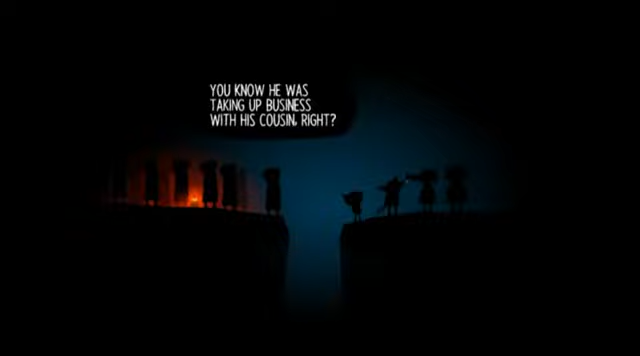 YOU KNOW HE WAS
TAKING UP BUSINESS
WITH HIS COUSIN, RIGHT?